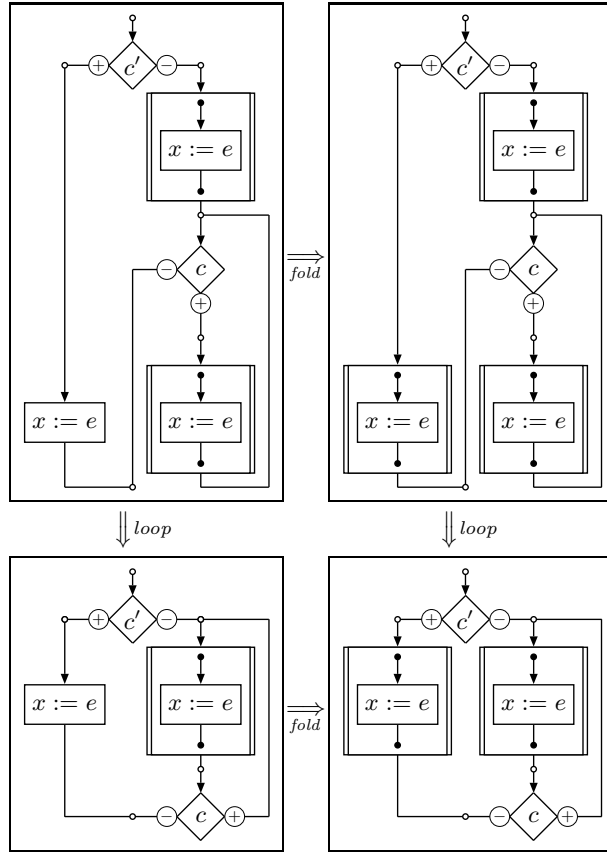 + c′ − + c′ −
x := e x := e
− c − c
⇒
fold
+ +
x := e x := e x := e x := e
⇓ loop ⇓ loop
+ c′ − + c′ −
x := e x := e ⇒ x := e x := e
fold
− c + − c +